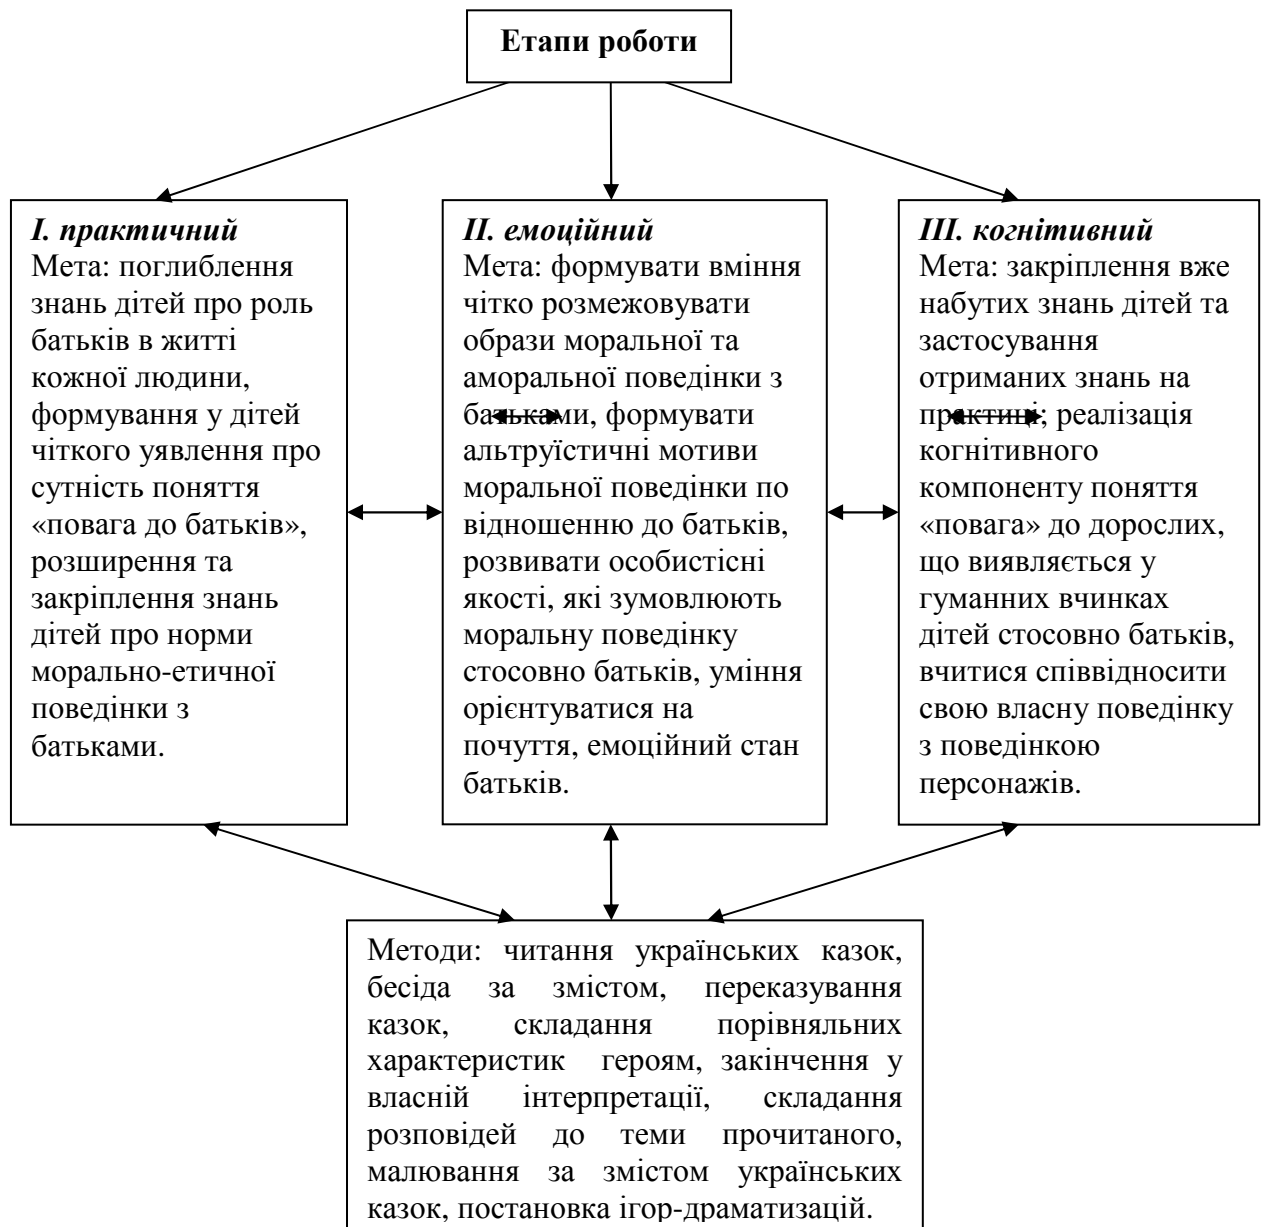 Етапи роботи
I. практичний
Мета: поглиблення
знань дітей про роль
батьків в житті
кожної людини,
формування у дітей
чіткого уявлення про
сутність поняття
«повага до батьків»,
розширення та
закріплення знань
дітей про норми
морально-етичної
поведінки з
батьками.
II. емоційний
Мета: формувати вміння
чітко розмежовувати
образи моральної та
аморальної поведінки з
батьками, формувати
альтруїстичні мотиви
моральної поведінки по
відношенню до батьків,
розвивати особистісні
якості, які зумовлюють
моральну поведінку
стосовно батьків, уміння
орієнтуватися на
почуття, емоційний стан
батьків.
III. когнітивний
Мета: закріплення вже
набутих знань дітей та
застосування
отриманих знань на
практиці; реалізація
когнітивного
компоненту поняття
«повага» до дорослих,
що виявляється у
гуманних вчинках
дітей стосовно батьків,
вчитися співвідносити
свою власну поведінку
з поведінкою
персонажів.
Методи: читання українських казок,
бесіда за змістом, переказування
казок, складання порівняльних
характеристик героям, закінчення у
власній інтерпретації, складання
розповідей до теми прочитаного,
малювання за змістом українських
казок, постановка ігор-драматизацій.